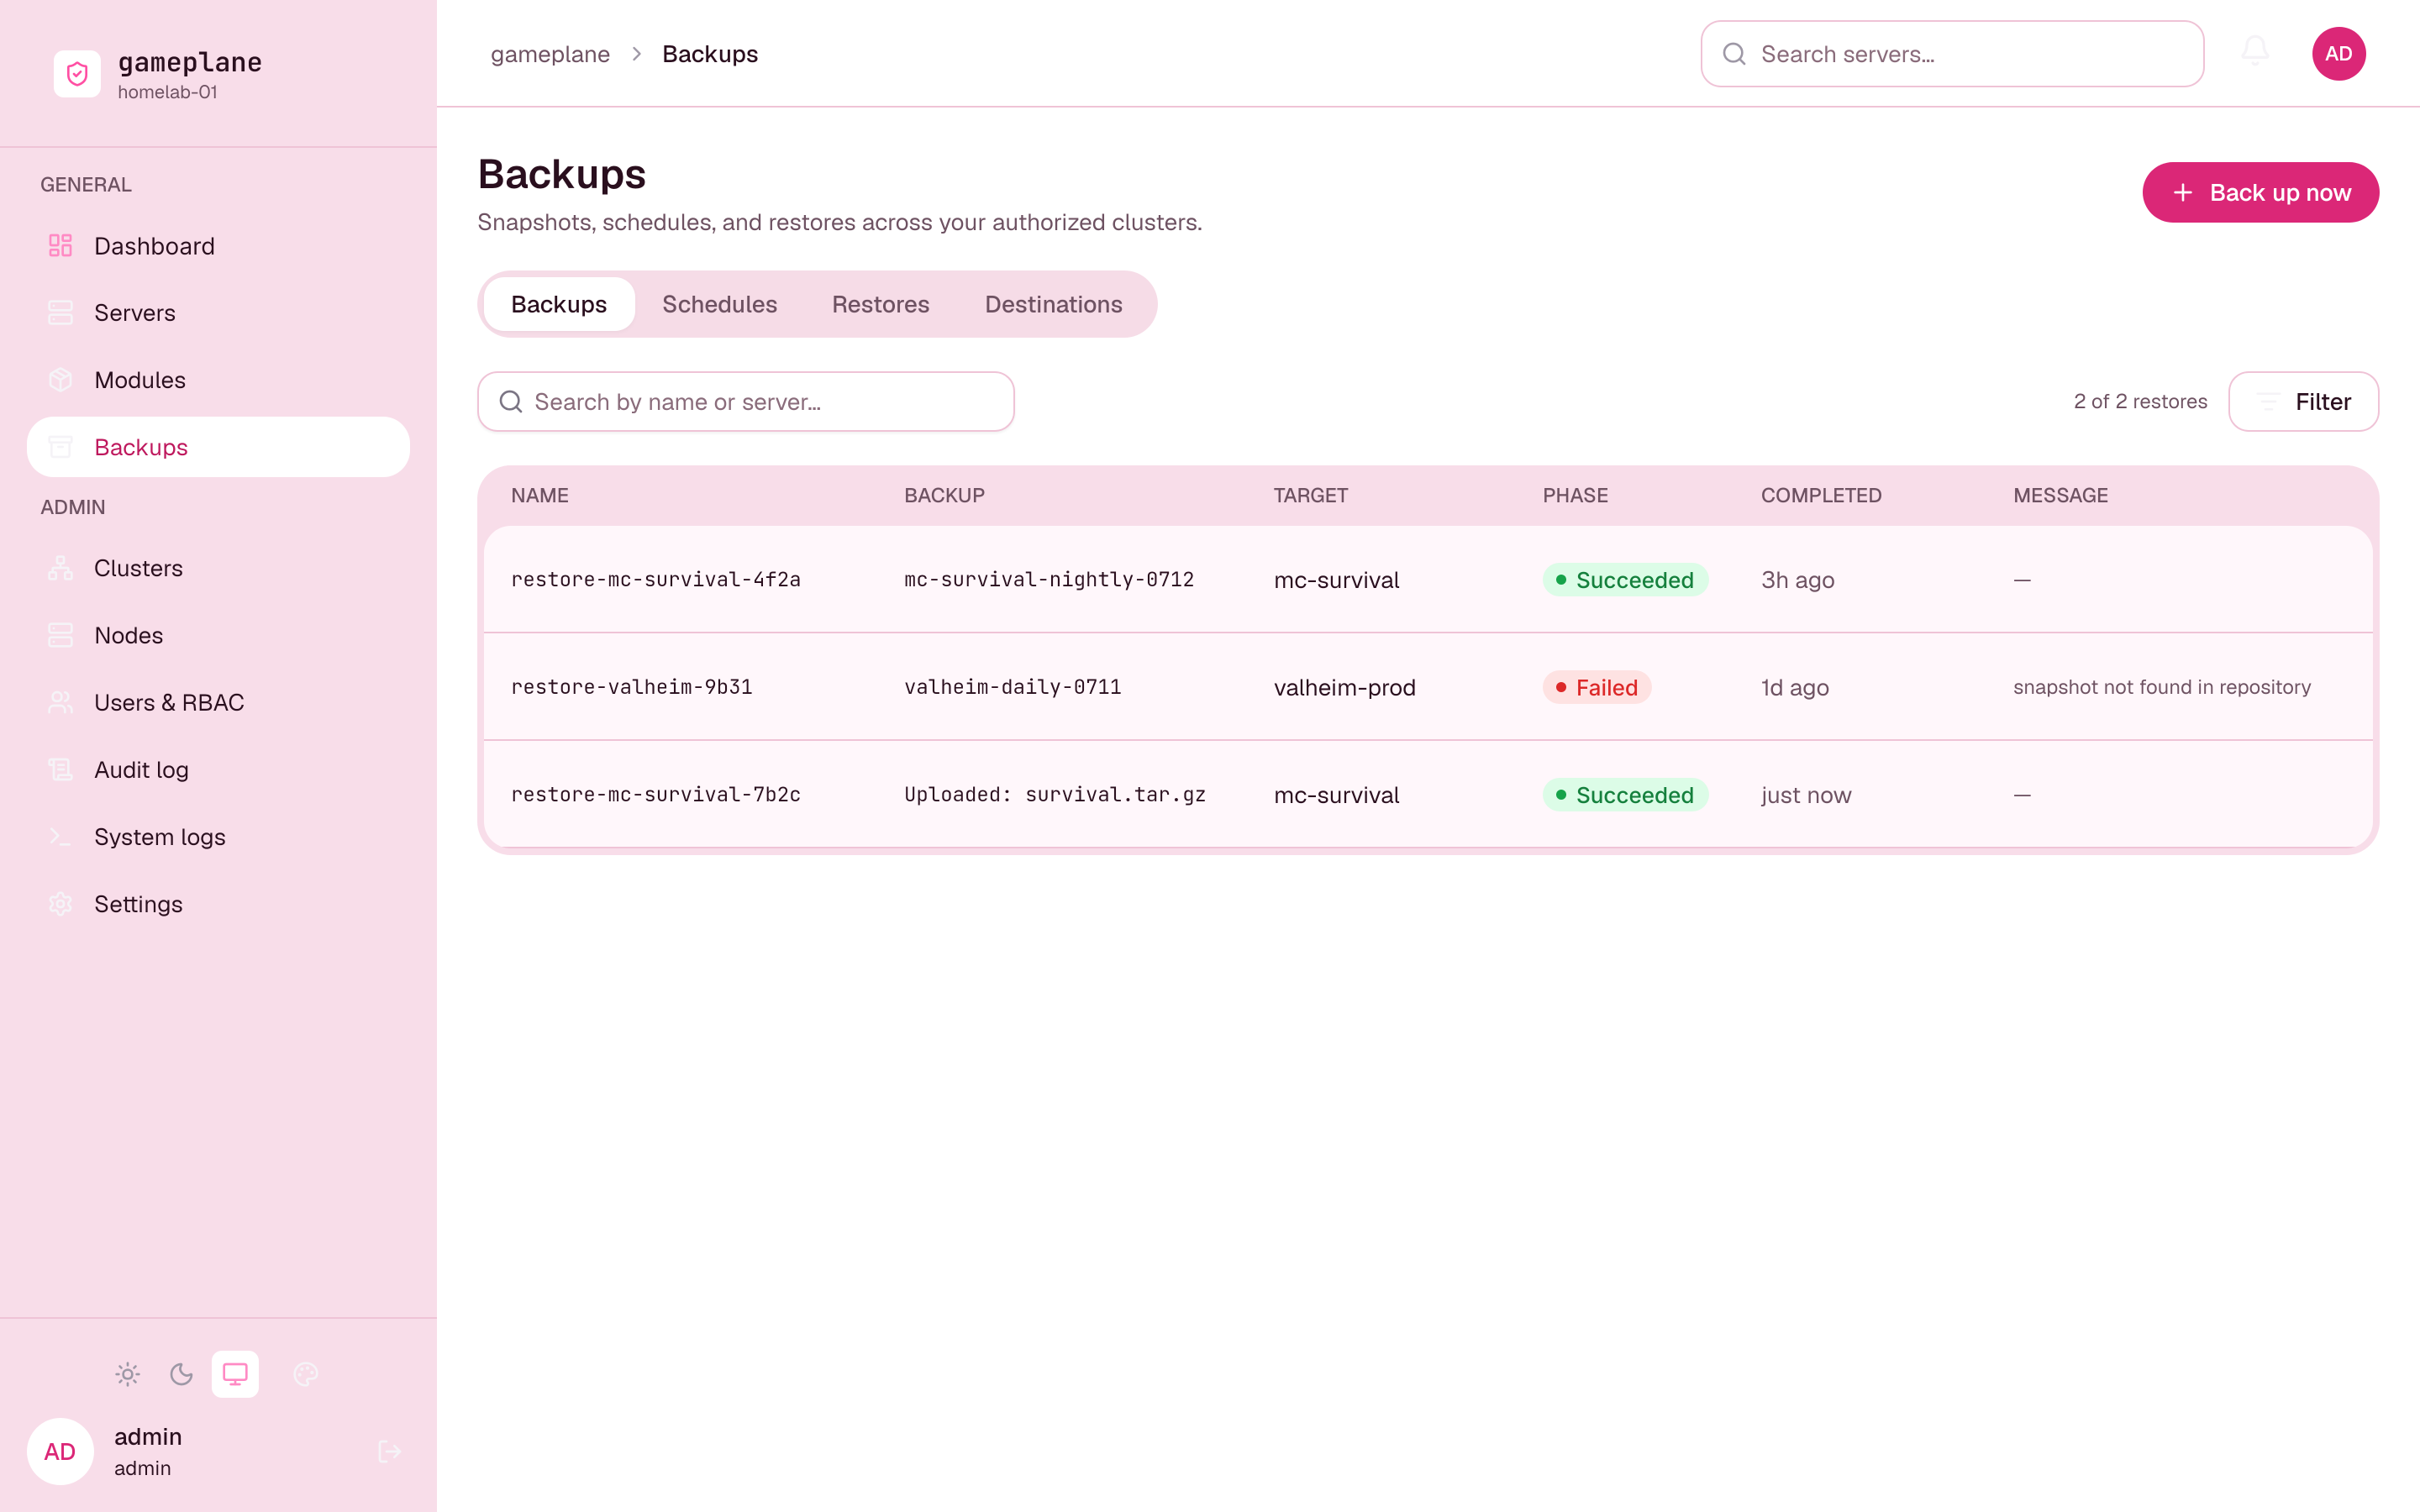 gameplane
homelab-01
GENERAL
Dashboard
Servers
Modules
Backups
ADMIN
Clusters
Nodes
Users & RBAC
Audit log
System logs
Settings
AD
admin
admin
gameplane > Backups
Search servers...
AD
Backups
Snapshots, schedules, and restores across your authorized clusters.
Back up now
Backups Schedules Restores Destinations
Search by name or server...
2 of 2 restores
Filter
NAME BACKUP TARGET PHASE COMPLETED MESSAGE
restore-mc-survival-4f2a mc-survival-nightly-0712 mc-survival Succeeded 3h ago —
restore-valheim-9b31 valheim-daily-0711 valheim-prod Failed 1d ago snapshot not found in repository
restore-mc-survival-7b2c Uploaded: survival.tar.gz mc-survival Succeeded just now —